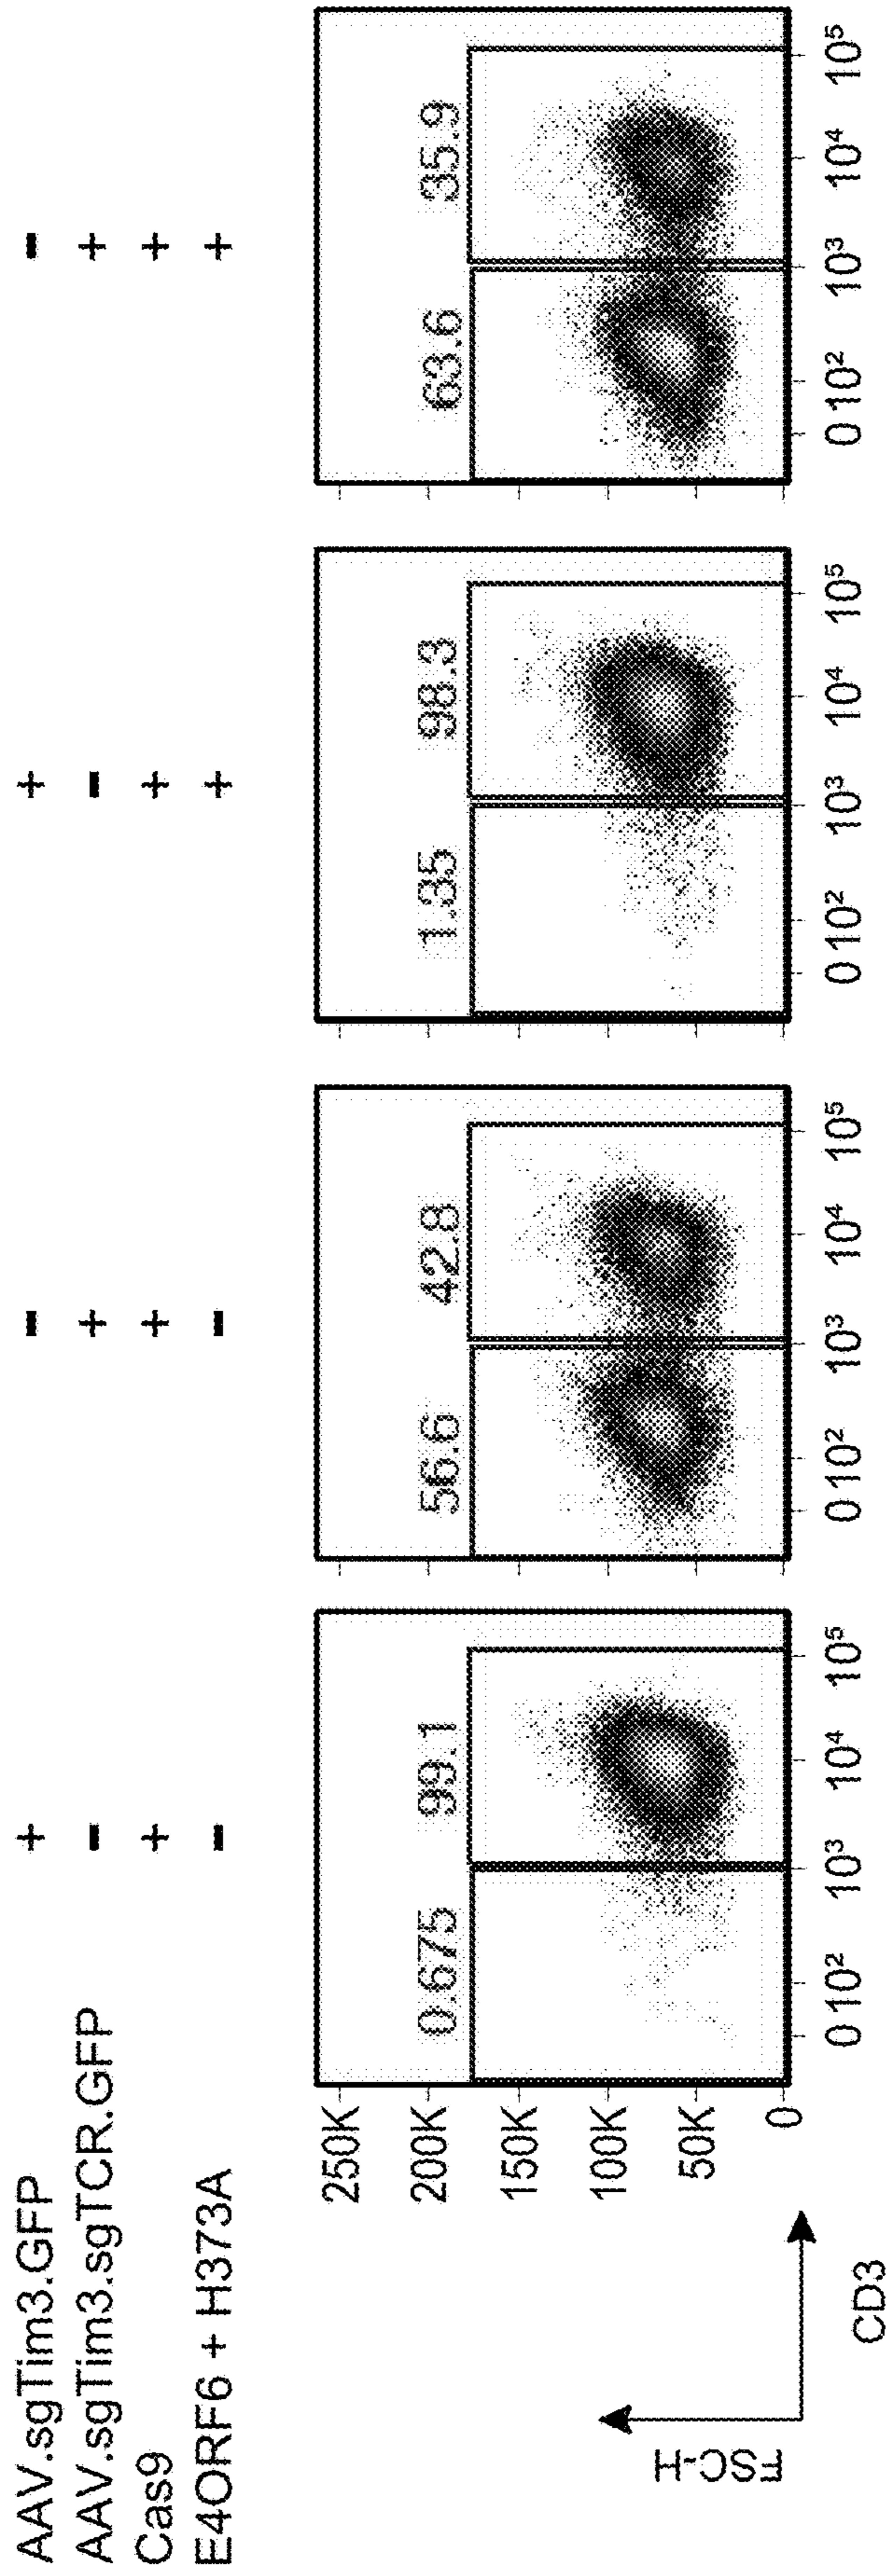 AAV.sgTim3.GFP + - + -
AAV.sgTim3.sgTCR.GFP - + - +
Cas9 + + + +
E4ORF6 + H373A - - + +
250K
200K
150K
100K
50K
0
0.675 99.1
56.6 42.8
1.35 98.3
63.6 35.9
0 10² 10³ 10⁴ 10⁵
0 10² 10³ 10⁴ 10⁵
0 10² 10³ 10⁴ 10⁵
0 10² 10³ 10⁴ 10⁵
FSC-H
CD3